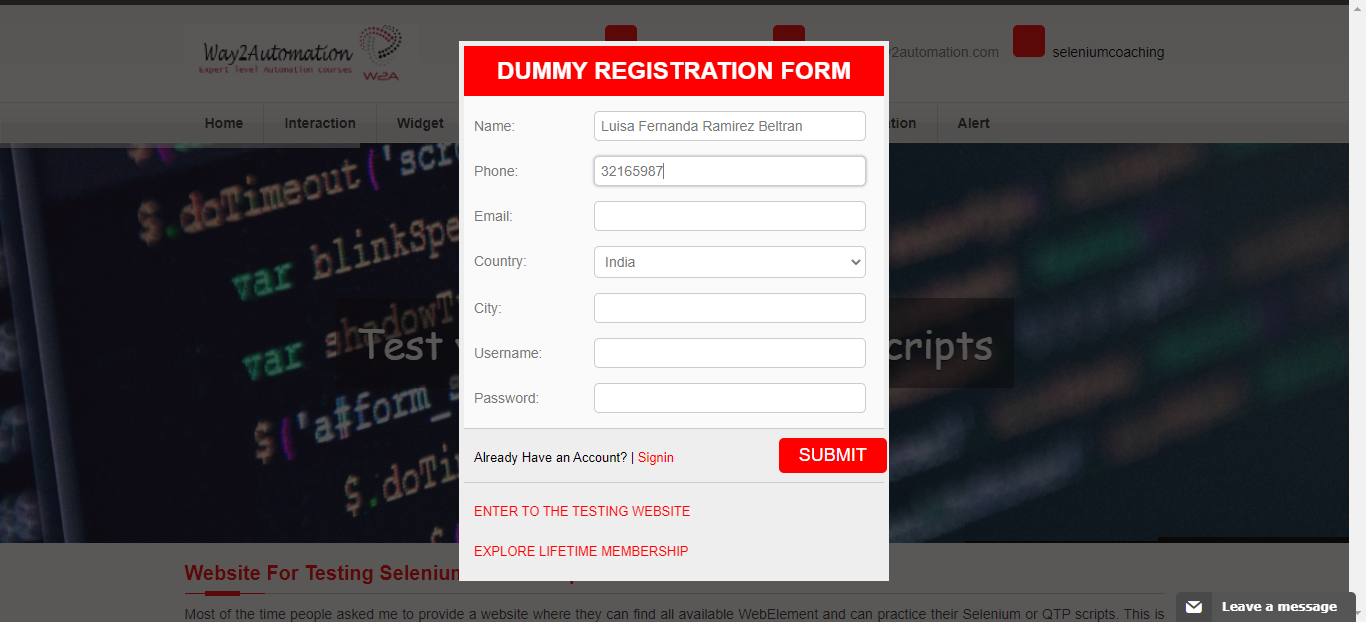 Way2Automation
Expert level Automation courses
W2A
2automation.com
seleniumcoaching
Home
Interaction
Widget
tion
Alert
DUMMY REGISTRATION FORM
Name:
Luisa Fernanda Ramirez Beltran
Phone:
32165987
Email:
Country:
India
City:
Username:
Password:
Already Have an Account? | Signin
SUBMIT
ENTER TO THE TESTING WEBSITE
EXPLORE LIFETIME MEMBERSHIP
('scr
$.doTimeout
var blinkSpe
var shadowT
$('a#form_s
$.doTi
Test
cripts
Website For Testing Selenium
Most of the time people asked me to provide a website where they can find all available WebElement and can practice their Selenium or QTP scripts. This is
Leave a message